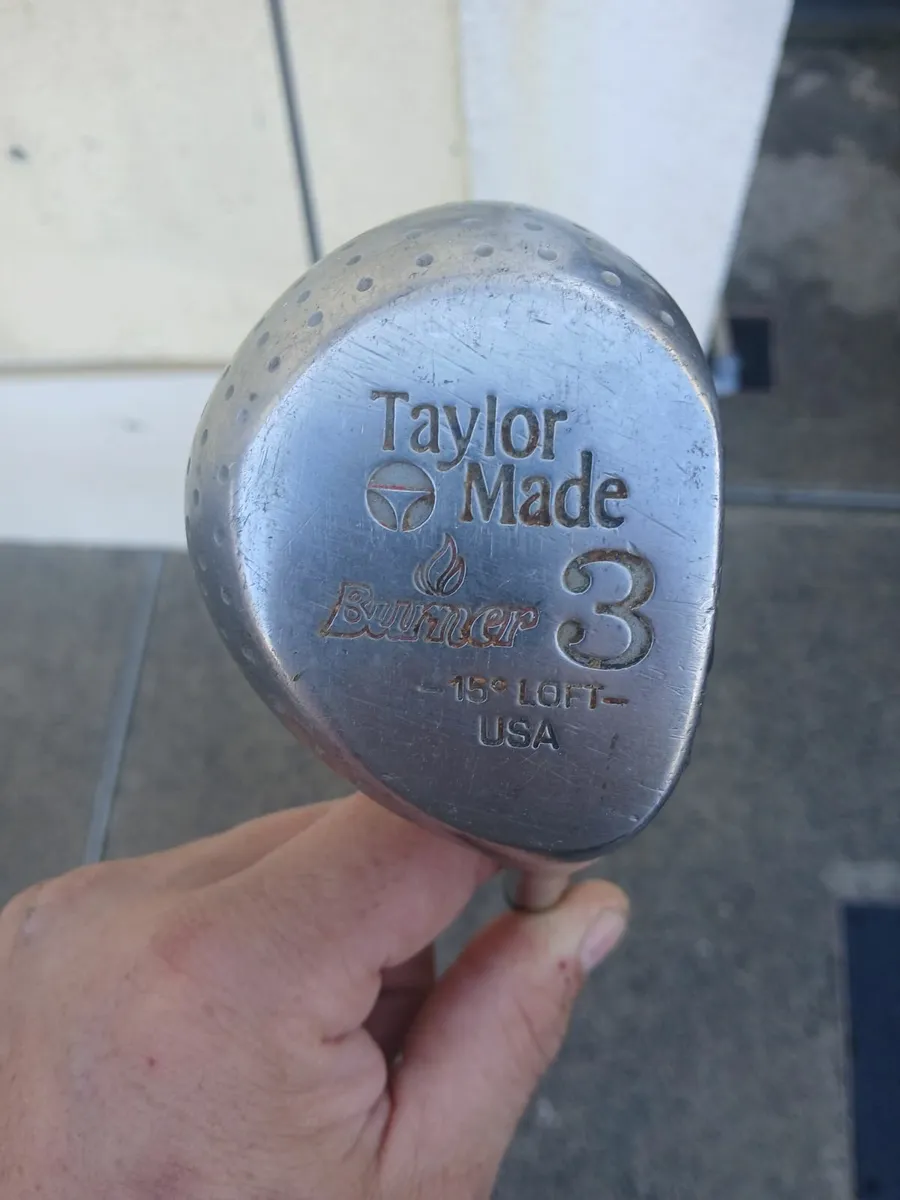 Taylor
Made
3
Burner
-15° LOFT-
USA